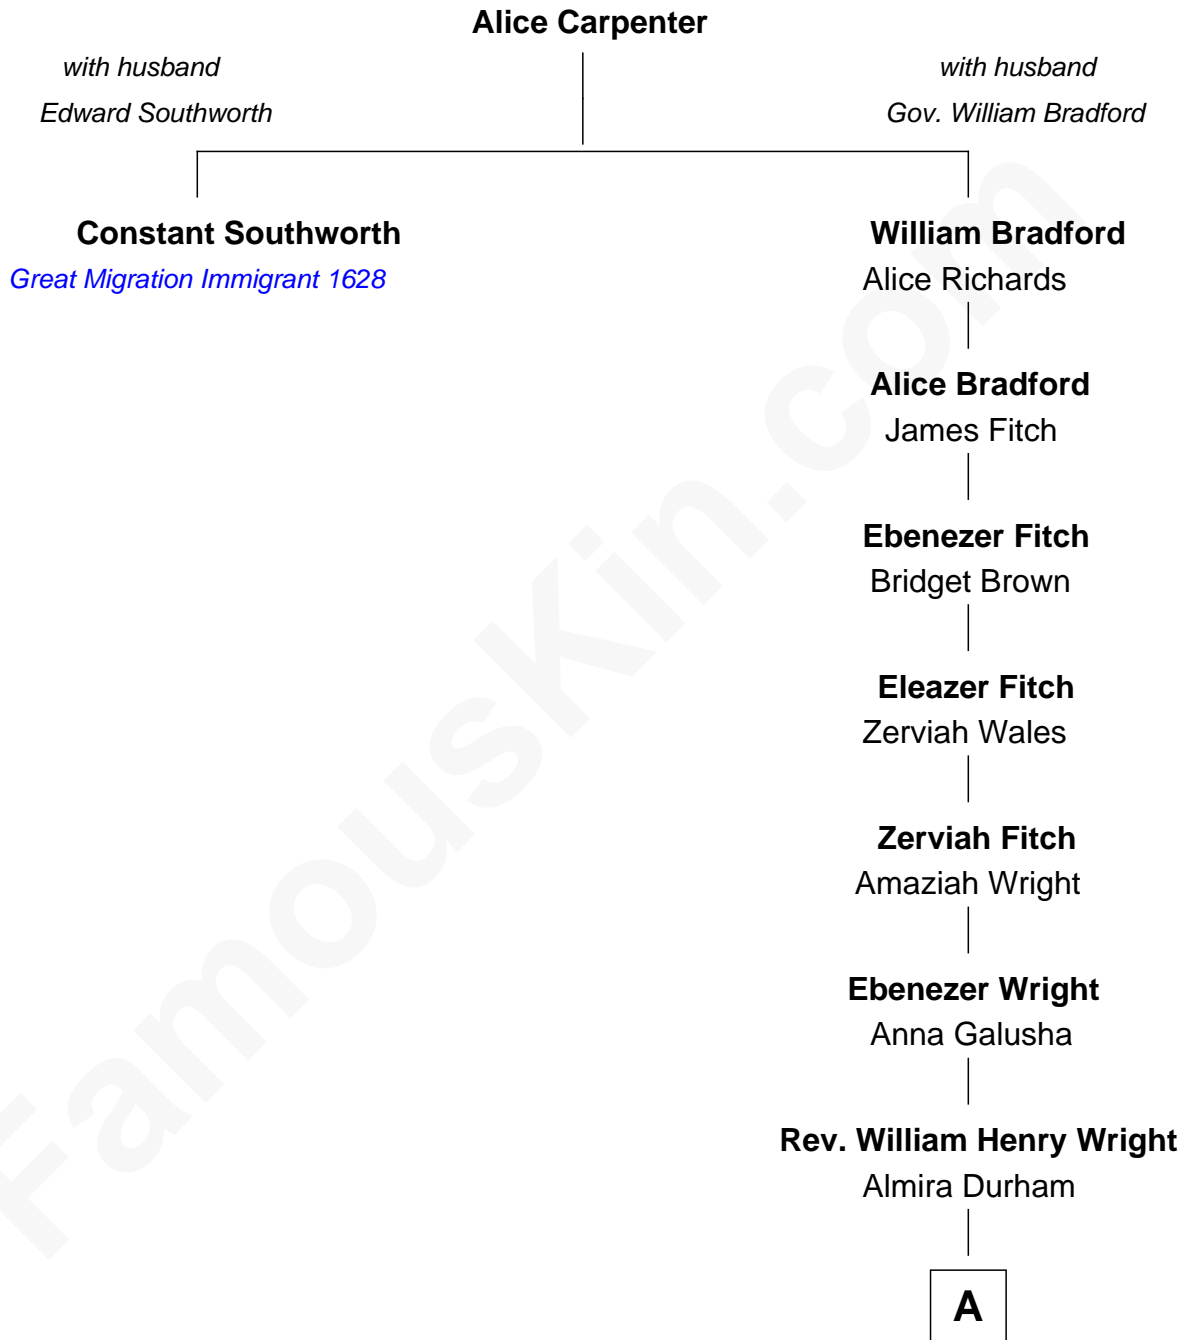 Alice Carpenter
with husband
Edward Southworth
with husband
Gov. William Bradford
Constant Southworth
Great Migration Immigrant 1628
William Bradford
Alice Richards
Alice Bradford
James Fitch
Ebenezer Fitch
Bridget Brown
Eleazer Fitch
Zerviah Wales
Zerviah Fitch
Amaziah Wright
Ebenezer Wright
Anna Galusha
Rev. William Henry Wright
Almira Durham
A
FamousKin.com